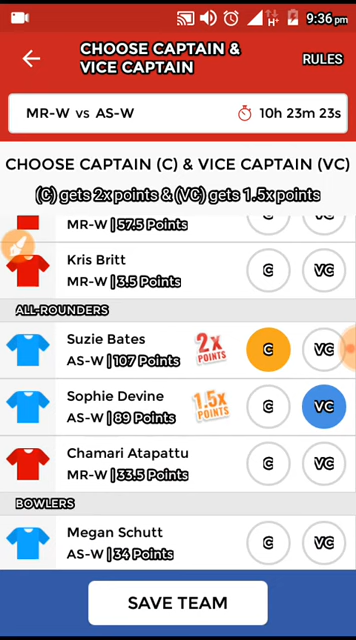 H+ 9:36 pm
CHOOSE CAPTAIN &
VICE CAPTAIN
RULES
MR-W vs AS-W 10h 23m 23s
CHOOSE CAPTAIN (C) & VICE CAPTAIN (VC)
(C) gets 2x points & (VC) gets 1.5x points
MR-W | 57.5 Points C VC
Kris Britt
MR-W | 3.5 Points C VC
ALL-ROUNDERS
Suzie Bates
AS-W | 107 Points 2x POINTS C VC
Sophie Devine
AS-W | 89 Points 1.5x POINTS C VC
Chamari Atapattu
MR-W | 33.5 Points C VC
BOWLERS
Megan Schutt
AS-W | 34 Points C VC
SAVE TEAM